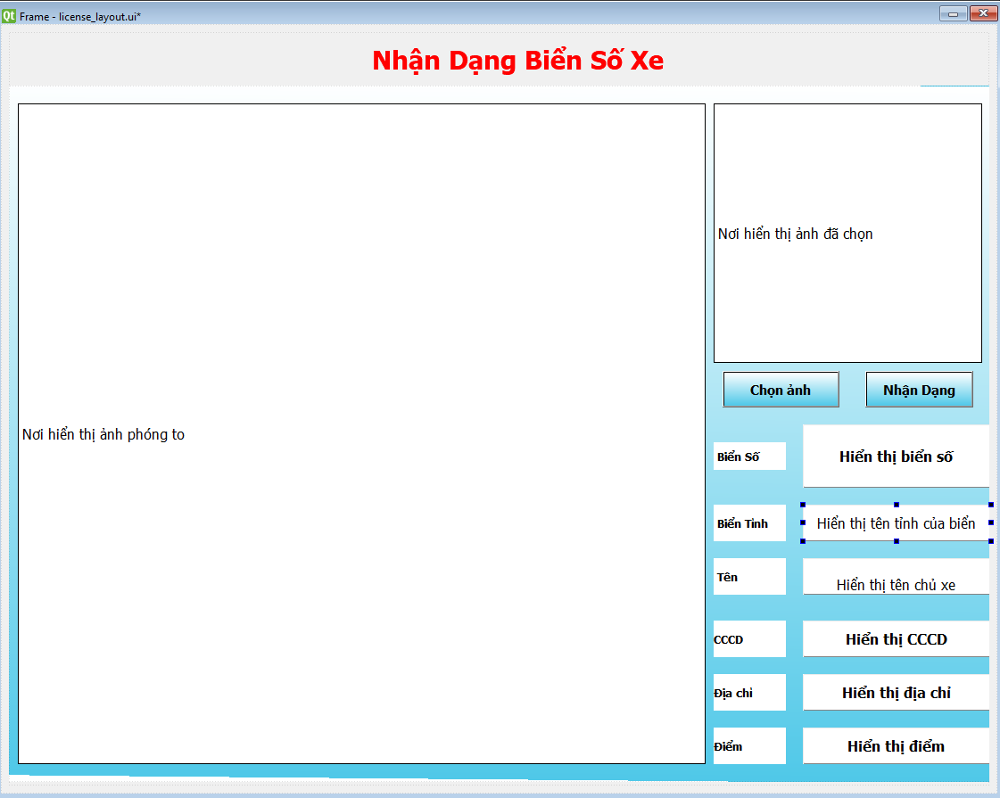 Qt Frame - license_layout.ui*
Nhận Dạng Biển Số Xe
Nơi hiển thị ảnh đã chọn
Chọn ảnh
Nhận Dạng
Nơi hiển thị ảnh phóng to
Biển Số
Hiển thị biển số
Biển Tỉnh
Hiển thị tên tỉnh của biển
Tên
Hiển thị tên chủ xe
CCCD
Hiển thị CCCD
Địa chỉ
Hiển thị địa chỉ
Điểm
Hiển thị điểm